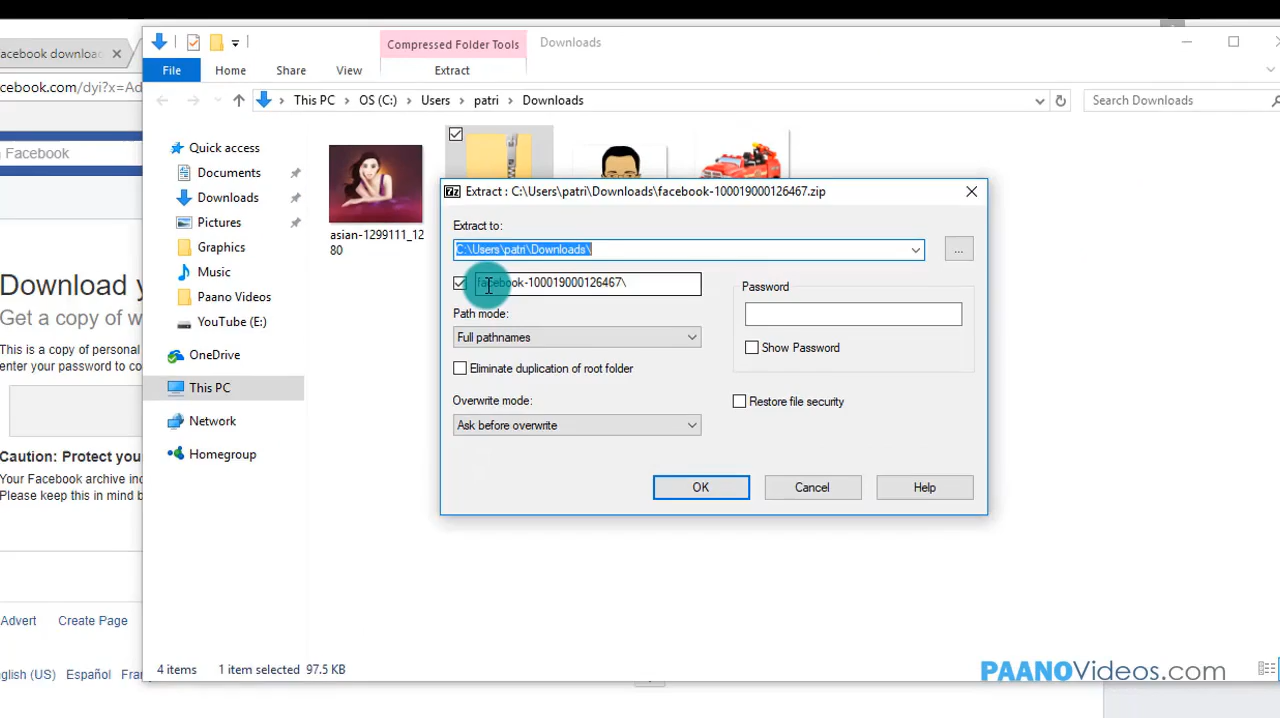 acebook downloa
cebook.com/dyi?x=Ad
Facebook
Download y
Get a copy of w
This is a copy of personal
enter your password to co
Caution: Protect you
Your Facebook archive inc
Please keep this in mind b
Advert Create Page
nglish (US) Español Fran
Compressed Folder Tools Downloads
File Home Share View Extract
This PC OS (C:) Users patri Downloads Search Downloads
Quick access
Documents
Downloads
Pictures
Graphics
Music
Paano Videos
YouTube (E:)
OneDrive
This PC
Network
Homegroup
asian-1299111_12
80
7z Extract : C:\Users\patri\Downloads\facebook-100019000126467.zip
Extract to:
C:\Users\patri\Downloads\
...
facebook-100019000126467\
Path mode:
Full pathnames
Eliminate duplication of root folder
Overwrite mode:
Ask before overwrite
Password
Show Password
Restore file security
OK Cancel Help
4 items 1 item selected 97.5 KB
PAANOVideos.com